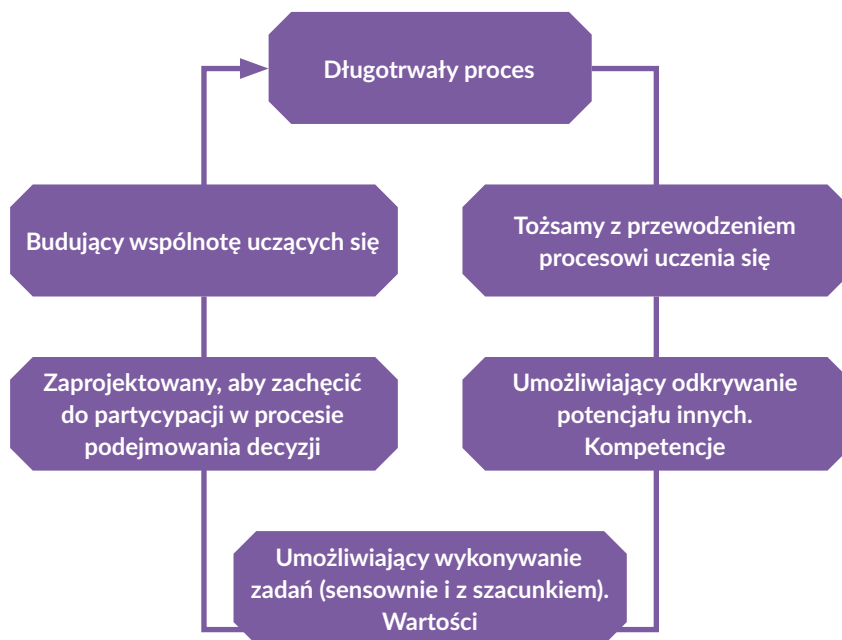 Długotrwały proces
Tożsamy z przewodzeniem
procesowi uczenia się
Umożliwiający odkrywanie
potencjału innych.
Kompetencje
Umożliwiający wykonywanie
zadań (sensownie i z szacunkiem).
Wartości
Zaprojektowany, aby zachęcić
do partycypacji w procesie
podejmowania decyzji
Budujący wspólnotę uczących się